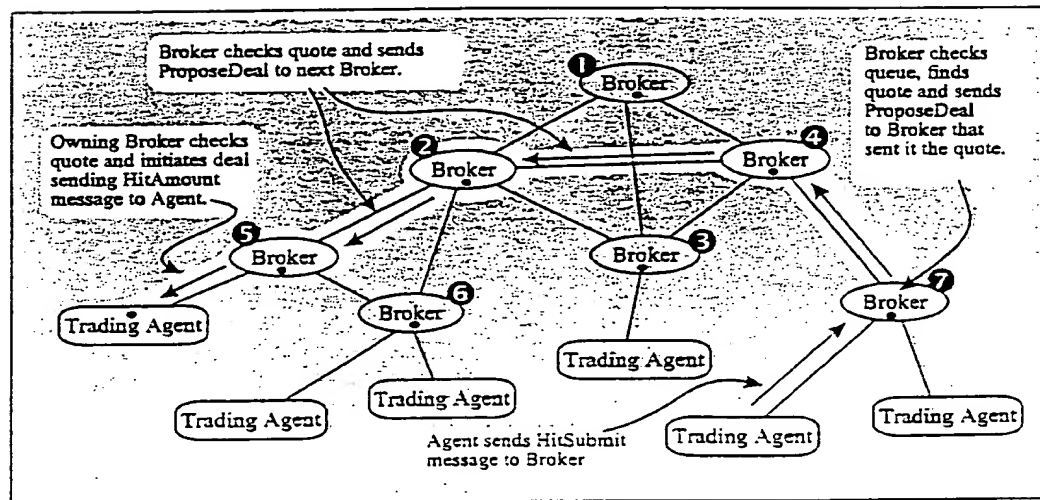 Broker checks quote and sends
ProposeDeal to next Broker.
1
Broker
Broker checks
queue, finds
quote and sends
ProposeDeal
to Broker that
sent it the quote.
Owning Broker checks
quote and initiates deal
sending HitAmount
message to Agent.
2
Broker
4
Broker
5
Broker
3
Broker
6
Broker
7
Broker
Trading Agent
Trading Agent
Trading Agent
Trading Agent
Trading Agent
Trading Agent
Agent sends HitSubmit
message to Broker